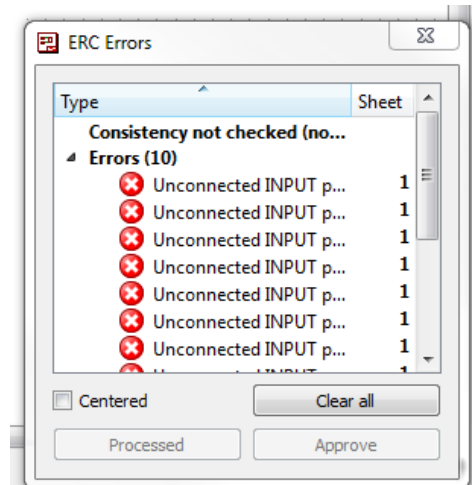 ERC Errors
Type Sheet
Consistency not checked (no...
Errors (10)
Unconnected INPUT p... 1
Unconnected INPUT p... 1
Unconnected INPUT p... 1
Unconnected INPUT p... 1
Unconnected INPUT p... 1
Unconnected INPUT p... 1
Unconnected INPUT p... 1
Centered Clear all
Processed Approve